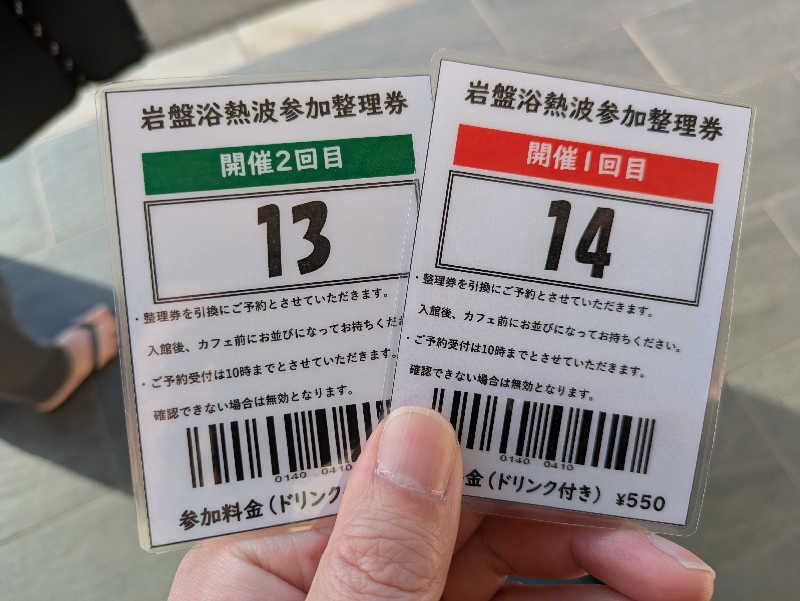 岩盤浴熱波参加整理券
開催2回目
13
・整理券を引換にご予約とさせていただきます。
入館後、カフェ前にお並びになってお待ちくださ
・ご予約受付は10時までとさせていただきます。
確認できない場合は無効となります。
0140 0410
参加料金(ドリンク
岩盤浴熱波参加整理券
開催1回目
14
・整理券を引換にご予約とさせていただきます。
入館後、カフェ前にお並びになってお待ちください。
・ご予約受付は10時までとさせていただきます。
確認できない場合は無効となります。
0140 0410
金(ドリンク付き) ¥550